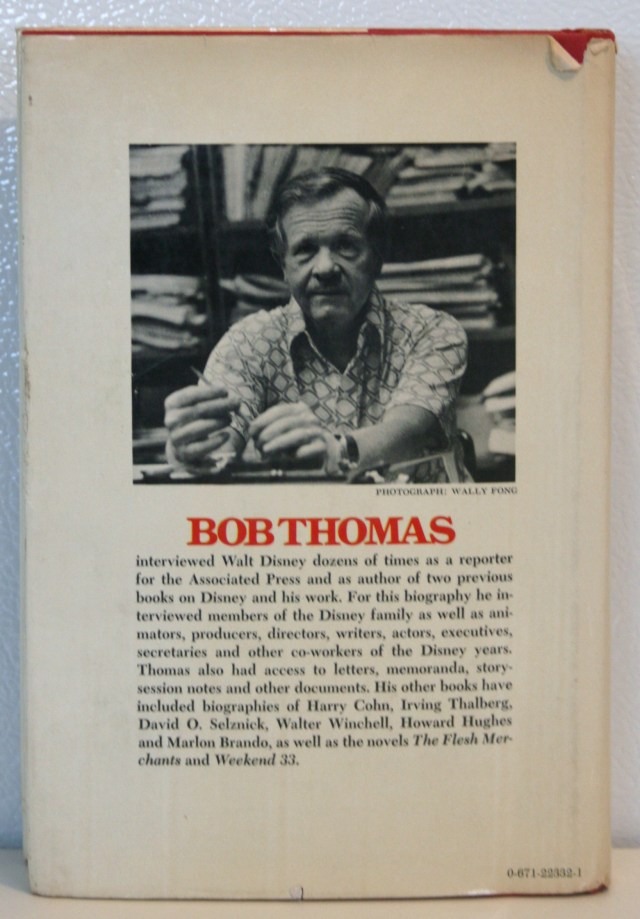 PHOTOGRAPH: WALLY FONG
BOB THOMAS
interviewed Walt Disney dozens of times as a reporter
for the Associated Press and as author of two previous
books on Disney and his work. For this biography he in-
terviewed members of the Disney family as well as ani-
mators, producers, directors, writers, actors, executives,
secretaries and other co-workers of the Disney years.
Thomas also had access to letters, memoranda, story-
session notes and other documents. His other books have
included biographies of Harry Cohn, Irving Thalberg,
David O. Selznick, Walter Winchell, Howard Hughes
and Marlon Brando, as well as the novels The Flesh Mer-
chants and Weekend 33.
0-671-22332-1